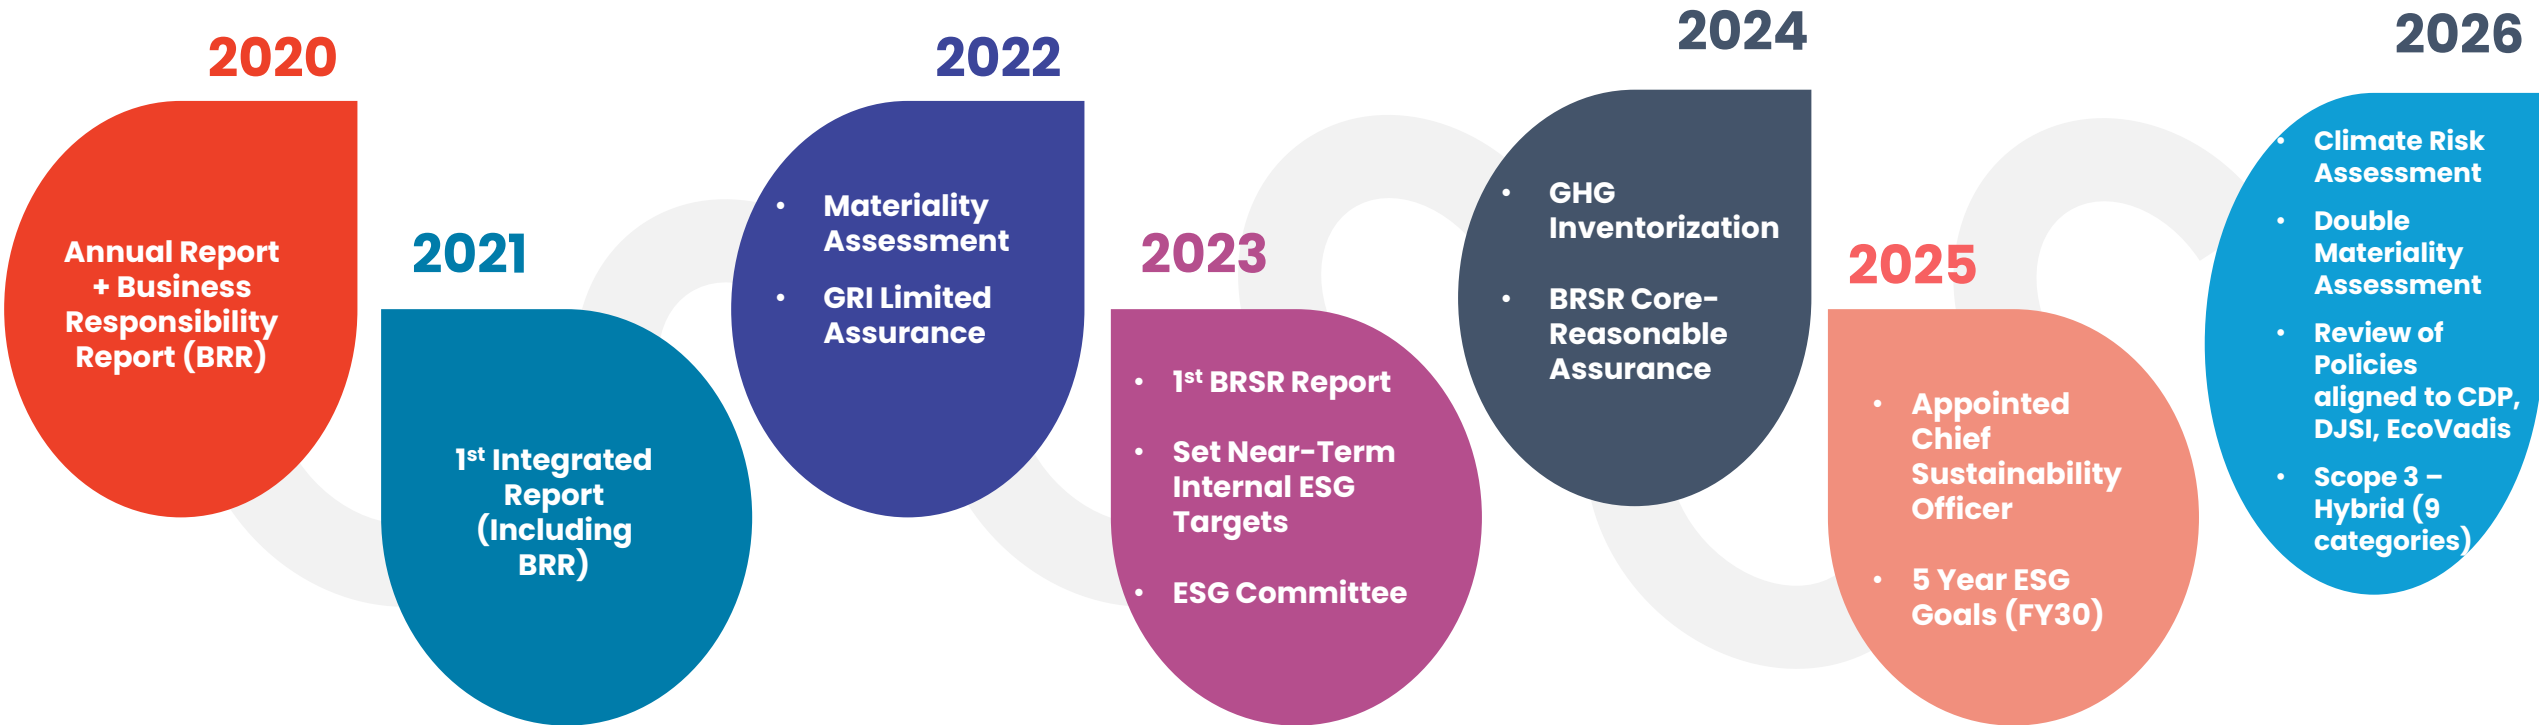 2020
Annual Report
+ Business
Responsibility
Report (BRR)
2021
1st Integrated
Report
(Including
BRR)
2022
• Materiality
Assessment
• GRI Limited
Assurance
2023
• 1st BRSR Report
• Set Near-Term
Internal ESG
Targets
• ESG Committee
2024
• GHG
Inventorization
• BRSR Core-
Reasonable
Assurance
2025
• Appointed
Chief
Sustainability
Officer
• 5 Year ESG
Goals (FY30)
2026
• Climate Risk
Assessment
• Double
Materiality
Assessment
• Review of
Policies
aligned to CDP,
DJSI, EcoVadis
• Scope 3 –
Hybrid (9
categories)